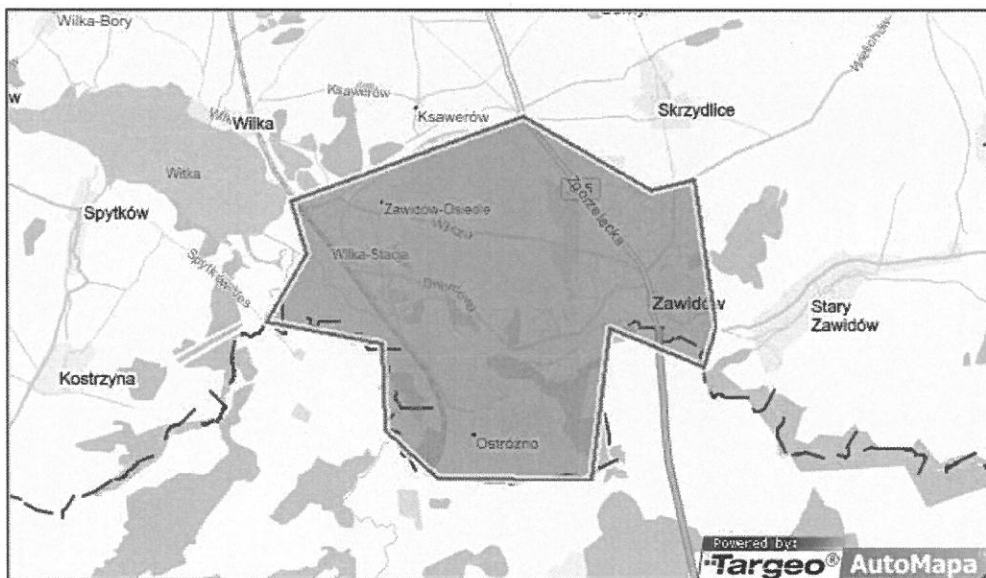 Wilka-Bory
Ksawerów
Ksawerów
Skrzydlice
w
Wilka
Witka
Spytków
Zawidów-Osiedle
Zgorzelecka
Wilka-Stacja
Zawidów
Stary
Zawidów
Kostrzyna
Ostróżno
Powered by:
Targeo® AutoMapa